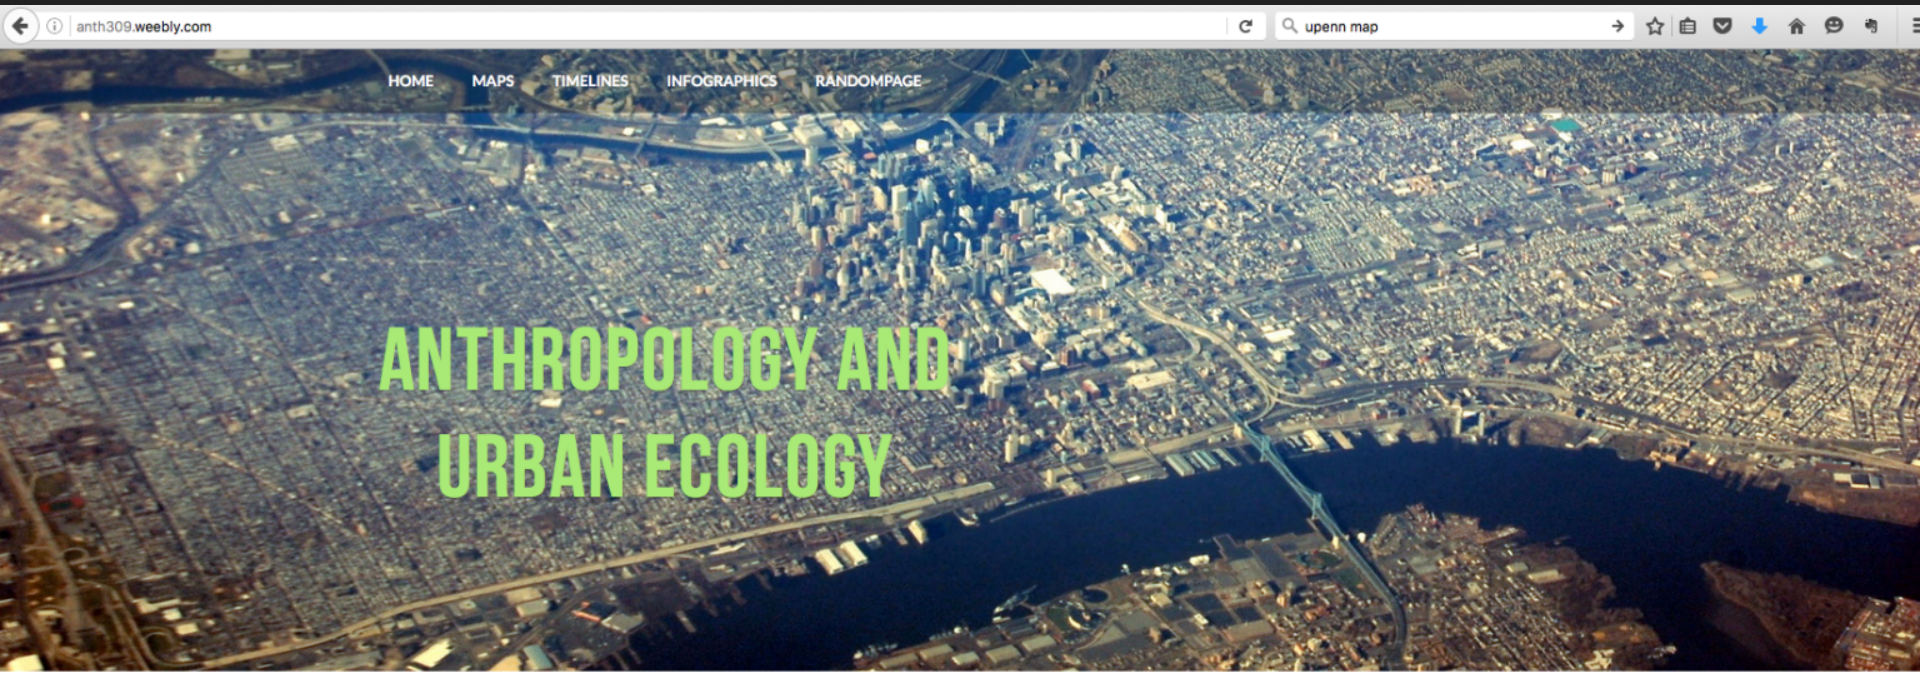 anth309.weebly.com
upenn map
HOME MAPS TIMELINES INFOGRAPHICS RANDOMPAGE
ANTHROPOLOGY AND
URBAN ECOLOGY